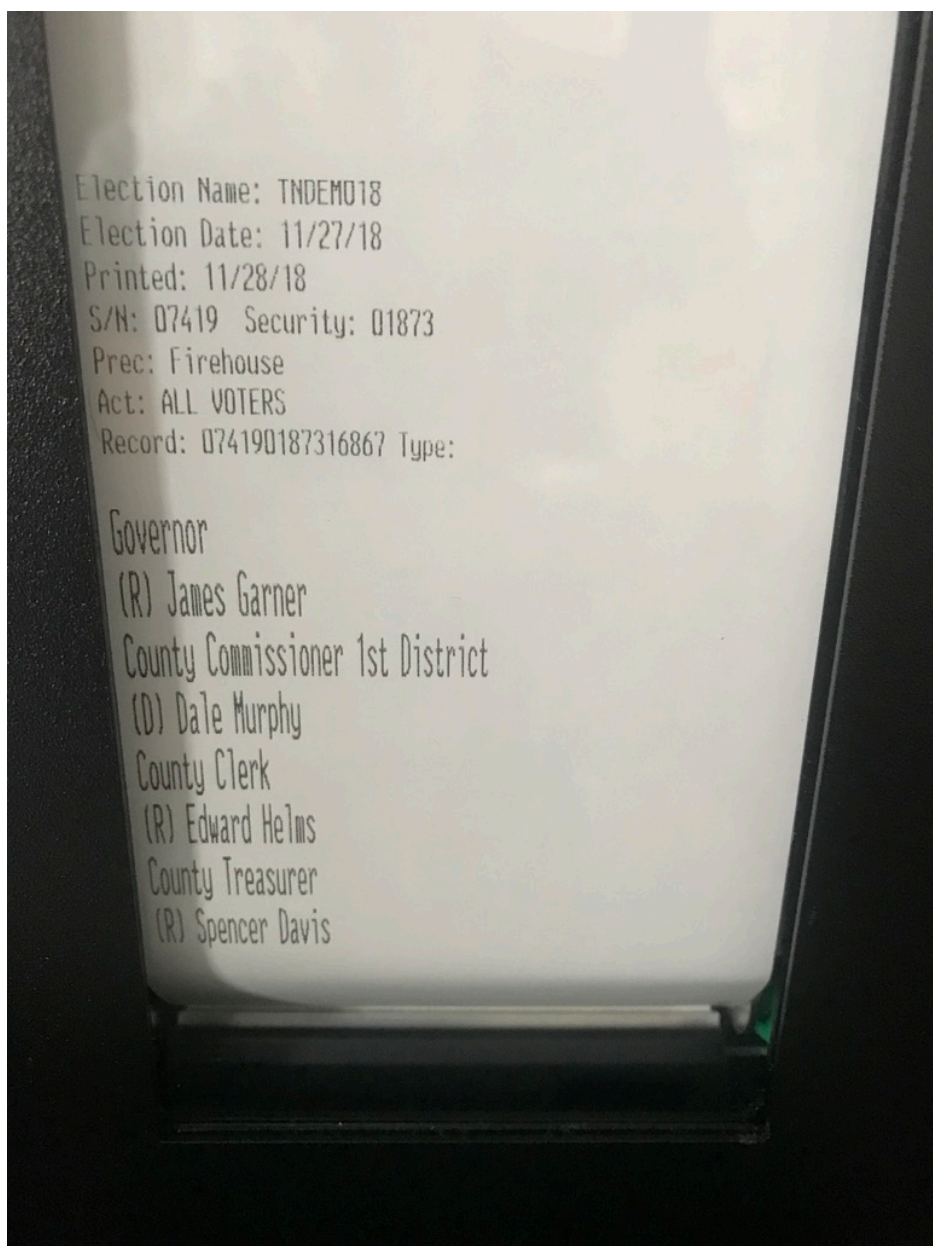 Election Name: TNDEMO18
Election Date: 11/27/18
Printed: 11/28/18
S/N: 07419 Security: 01873
Prec: Firehouse
Act: ALL VOTERS
Record: 074190187316867 Type:
Governor
(R) James Garner
County Commissioner 1st District
(D) Dale Murphy
County Clerk
(R) Edward Helms
County Treasurer
(R) Spencer Davis